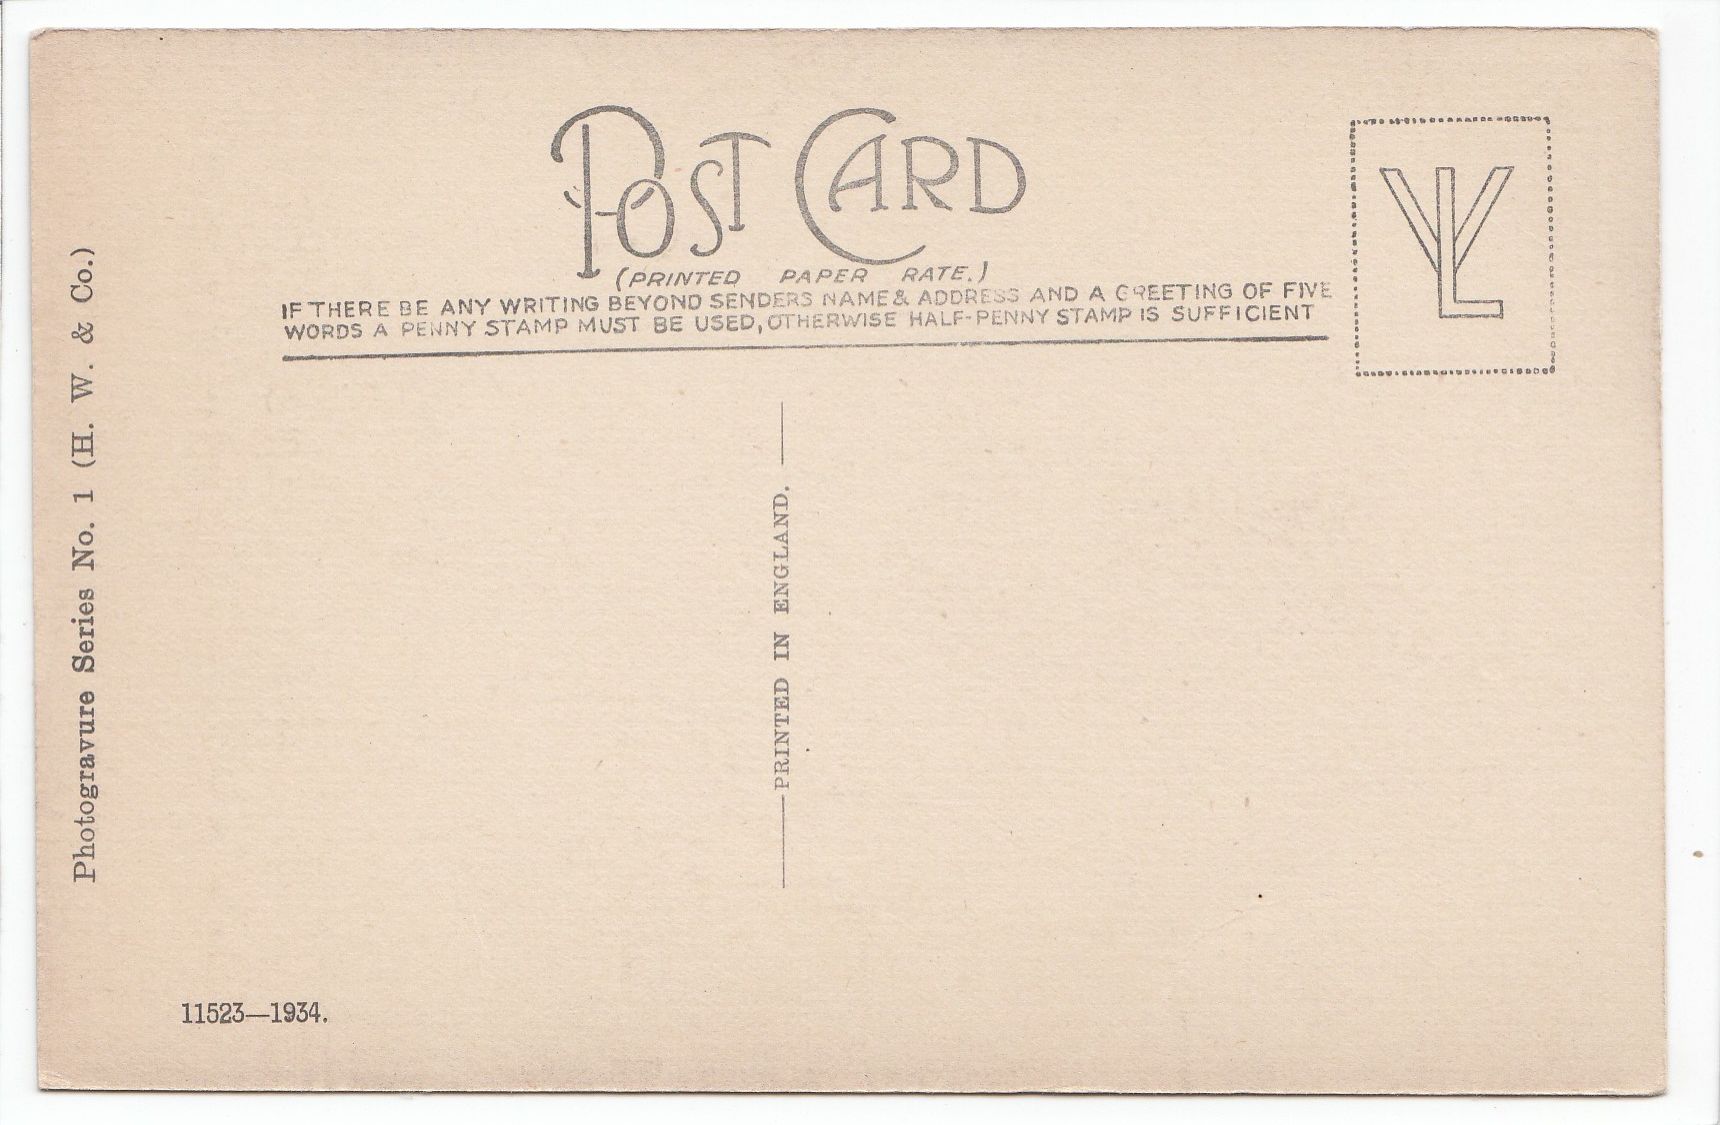 POST CARD
(PRINTED PAPER RATE.)
IF THERE BE ANY WRITING BEYOND SENDERS NAME & ADDRESS AND A GREETING OF FIVE
WORDS A PENNY STAMP MUST BE USED, OTHERWISE HALF-PENNY STAMP IS SUFFICIENT
Photogravure Series No. 1 (H. W. & Co.)
PRINTED IN ENGLAND.
11523—1934.